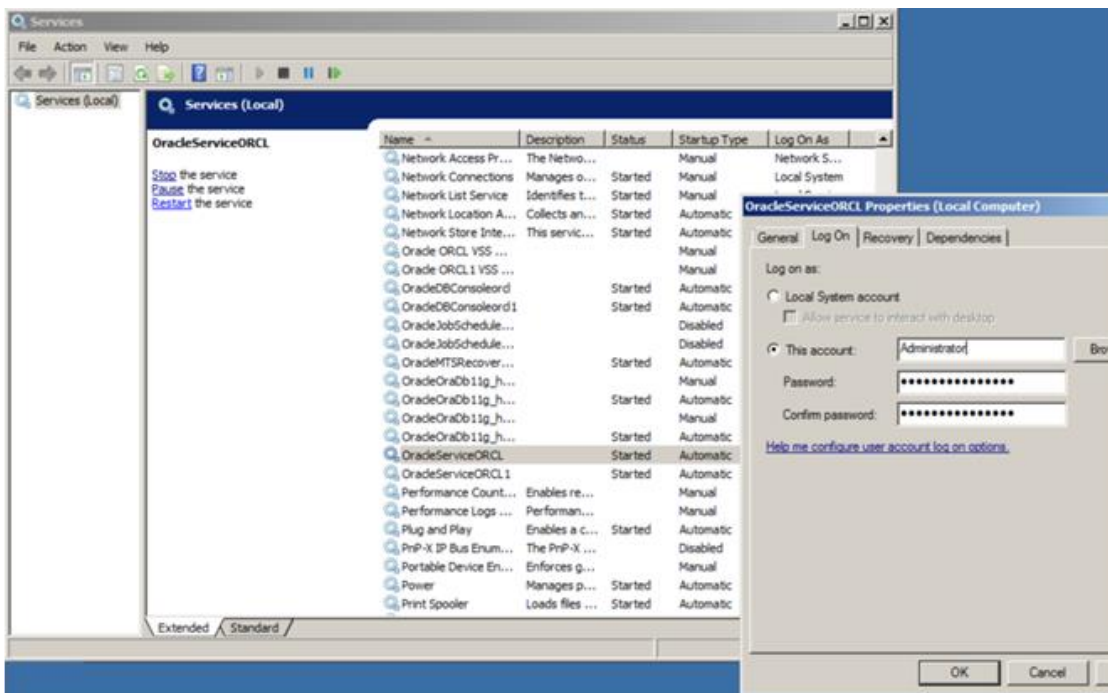 Services
File Action View Help
Services (Local)
Services (Local)
OracleServiceORCL
Stop the service
Pause the service
Restart the service
Name Description Status Startup Type Log On As
Network Access Pr... The Netwo... Manual Network S...
Network Connections Manages o... Started Manual Local System
Network List Service Identifies t... Started Manual
Network Location A... Collects an... Started Automatic
Network Store Inte... This servic... Started Automatic
Oracle ORCL VSS ... Manual
Oracle ORCL1 VSS ... Manual
OracleDBConsoleord Started Automatic
OracleDBConsoleord1 Started Automatic
OracleJobSchedule... Disabled
OracleJobSchedule... Disabled
OracleMTSRecover... Started Automatic
OracleOraDb11g_h... Manual
OracleOraDb11g_h... Started Automatic
OracleOraDb11g_h... Manual
OracleOraDb11g_h... Started Automatic
OracleServiceORCL Started Automatic
OracleServiceORCL1 Started Automatic
Performance Count... Enables re... Manual
Performance Logs ... Performan... Manual
Plug and Play Enables a c... Started Automatic
PnP-X IP Bus Enum... The PnP-X ... Disabled
Portable Device En... Enforces g... Manual
Power Manages p... Started Automatic
Print Spooler Loads files ... Started Automatic
Extended Standard
OracleServiceORCL Properties (Local Computer)
General Log On Recovery Dependencies
Log on as:
Local System account
Allow service to interact with desktop
This account: Administrator Bro
Password: •••••••••••••••
Confirm password: •••••••••••••••
Help me configure user account log on options.
OK Cancel